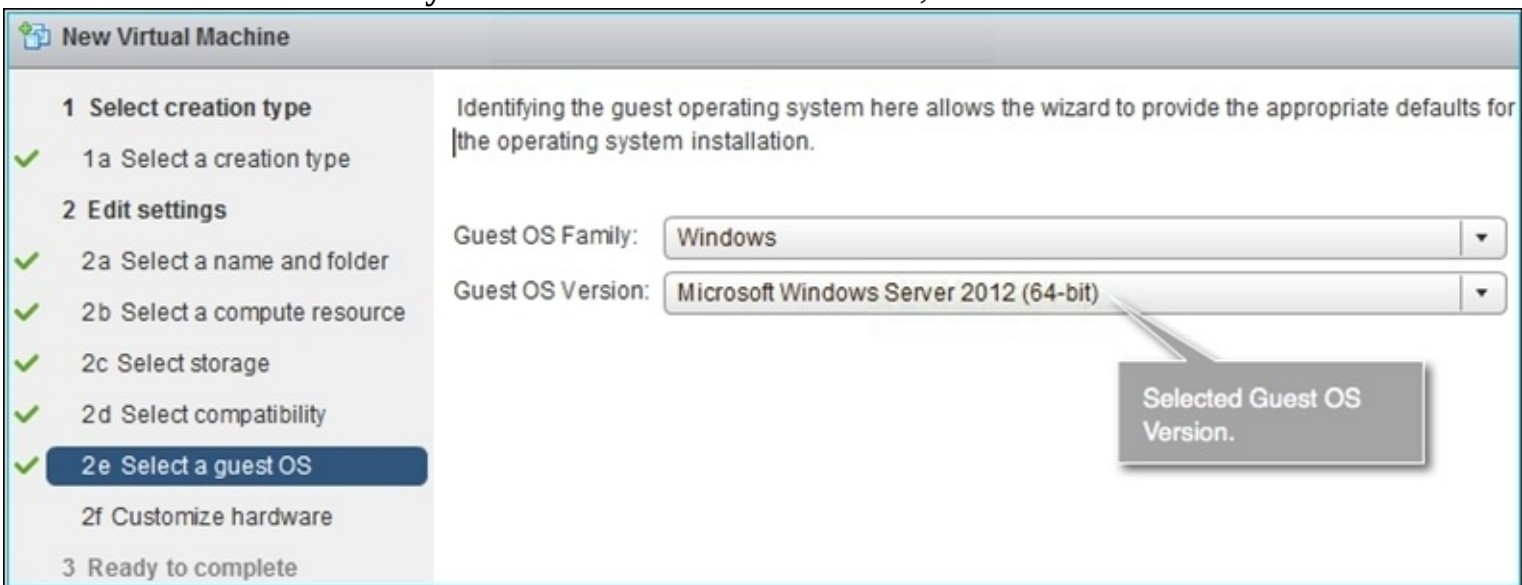 New Virtual Machine
1 Select creation type
1a Select a creation type
2 Edit settings
2a Select a name and folder
2b Select a compute resource
2c Select storage
2d Select compatibility
2e Select a guest OS
2f Customize hardware
3 Ready to complete
Identifying the guest operating system here allows the wizard to provide the appropriate defaults for
the operating system installation.
Guest OS Family: Windows
Guest OS Version: Microsoft Windows Server 2012 (64-bit)
Selected Guest OS
Version.